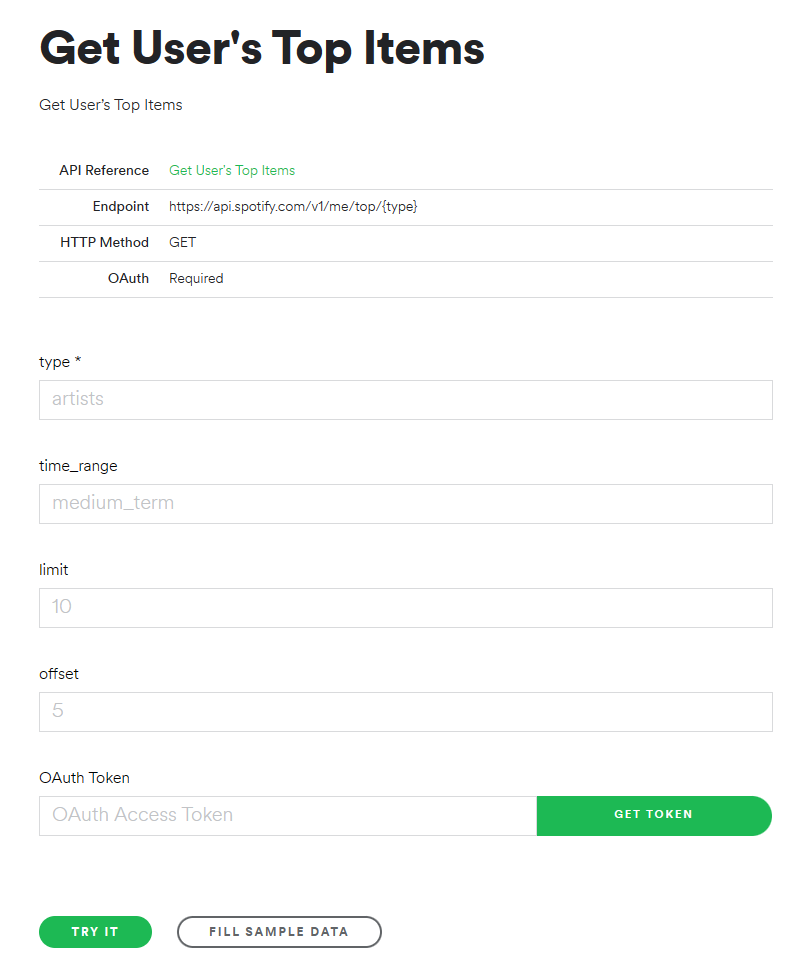 Get User's Top Items
Get User’s Top Items
API Reference Get User's Top Items
Endpoint https://api.spotify.com/v1/me/top/{type}
HTTP Method GET
OAuth Required
type *
artists
time_range
medium_term
limit
10
offset
5
OAuth Token
OAuth Access Token GET TOKEN
TRY IT FILL SAMPLE DATA